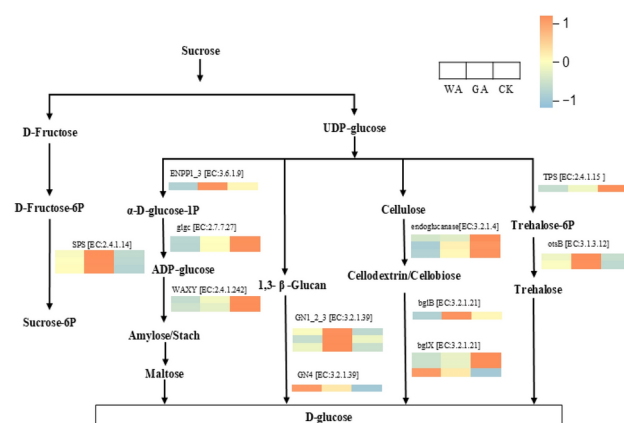 1
0
−1
WA GA CK
Sucrose
D-Fructose
UDP-glucose
ENPP1_3 [EC:3.6.1.9]
TPS [EC:2.4.1.15 ]
D-Fructose-6P
α-D-glucose-1P
Cellulose
Trehalose-6P
glgc [EC:2.7.7.27]
endoglucanase[EC:3.2.1.4]
SPS [EC:2.4.1.14]
otsB [EC:3.1.3.12]
ADP-glucose
1,3- β -Glucan
Cellodextrin/Cellobiose
Trehalose
WAXY [EC:2.4.1.242]
bglB [EC:3.2.1.21]
Sucrose-6P
GN1_2_3 [EC:3.2.1.39]
Amylose/Stach
bglX [EC:3.2.1.21]
Maltose
GN4 [EC:3.2.1.39]
D-glucose